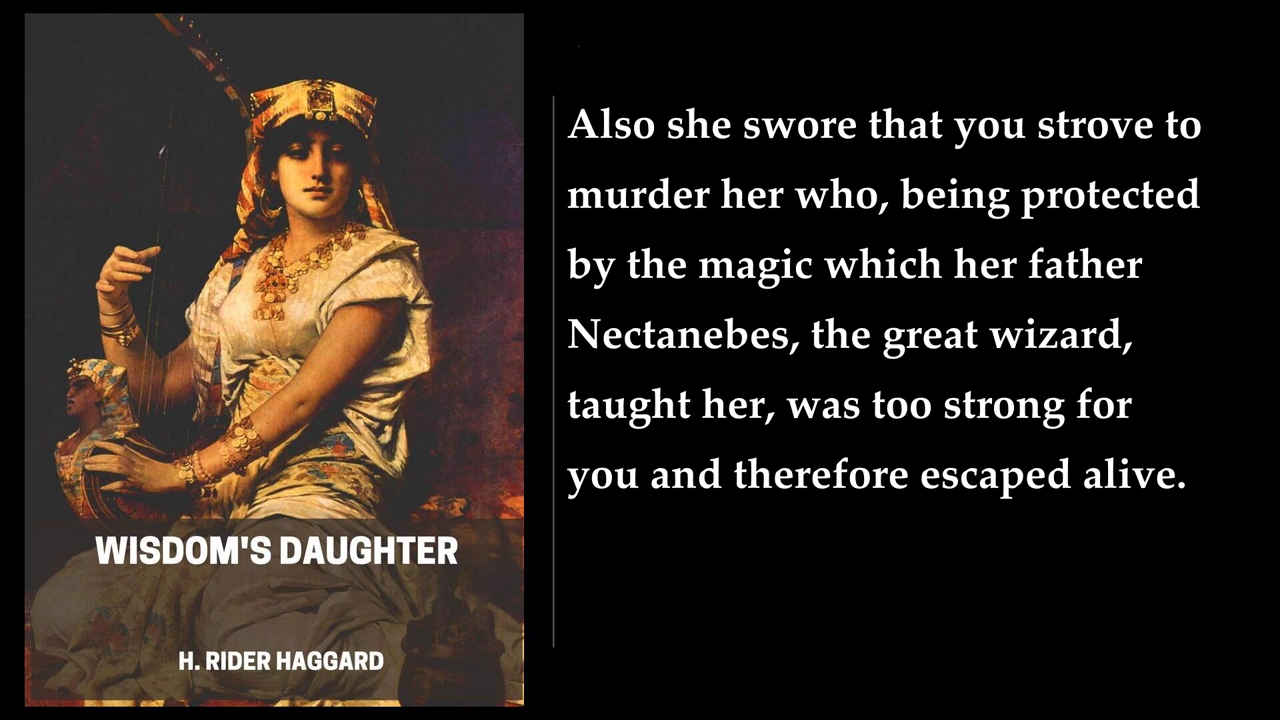 WISDOM'S DAUGHTER
H. RIDER HAGGARD
Also she swore that you strove to
murder her who, being protected
by the magic which her father
Nectanebes, the great wizard,
taught her, was too strong for
you and therefore escaped alive.